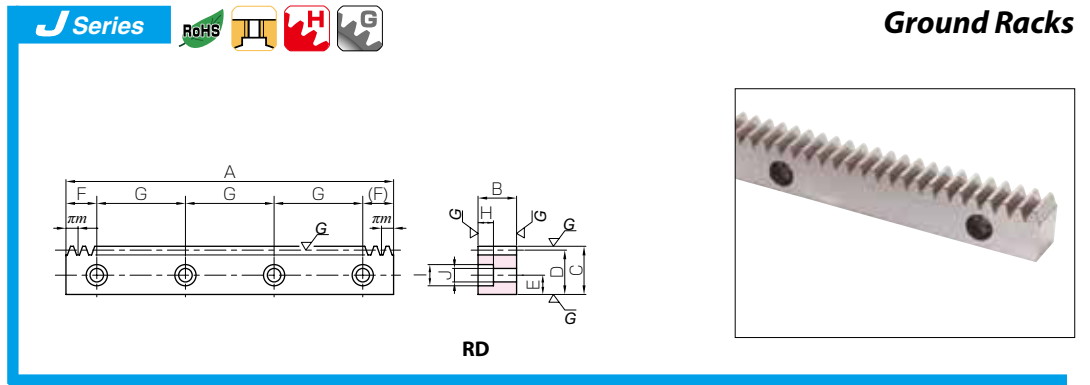 J Series
RoHS
H
G
Ground Racks
A
F G G G (F)
πm πm
G
B
H
G G
G
I J
E D C
G
RD